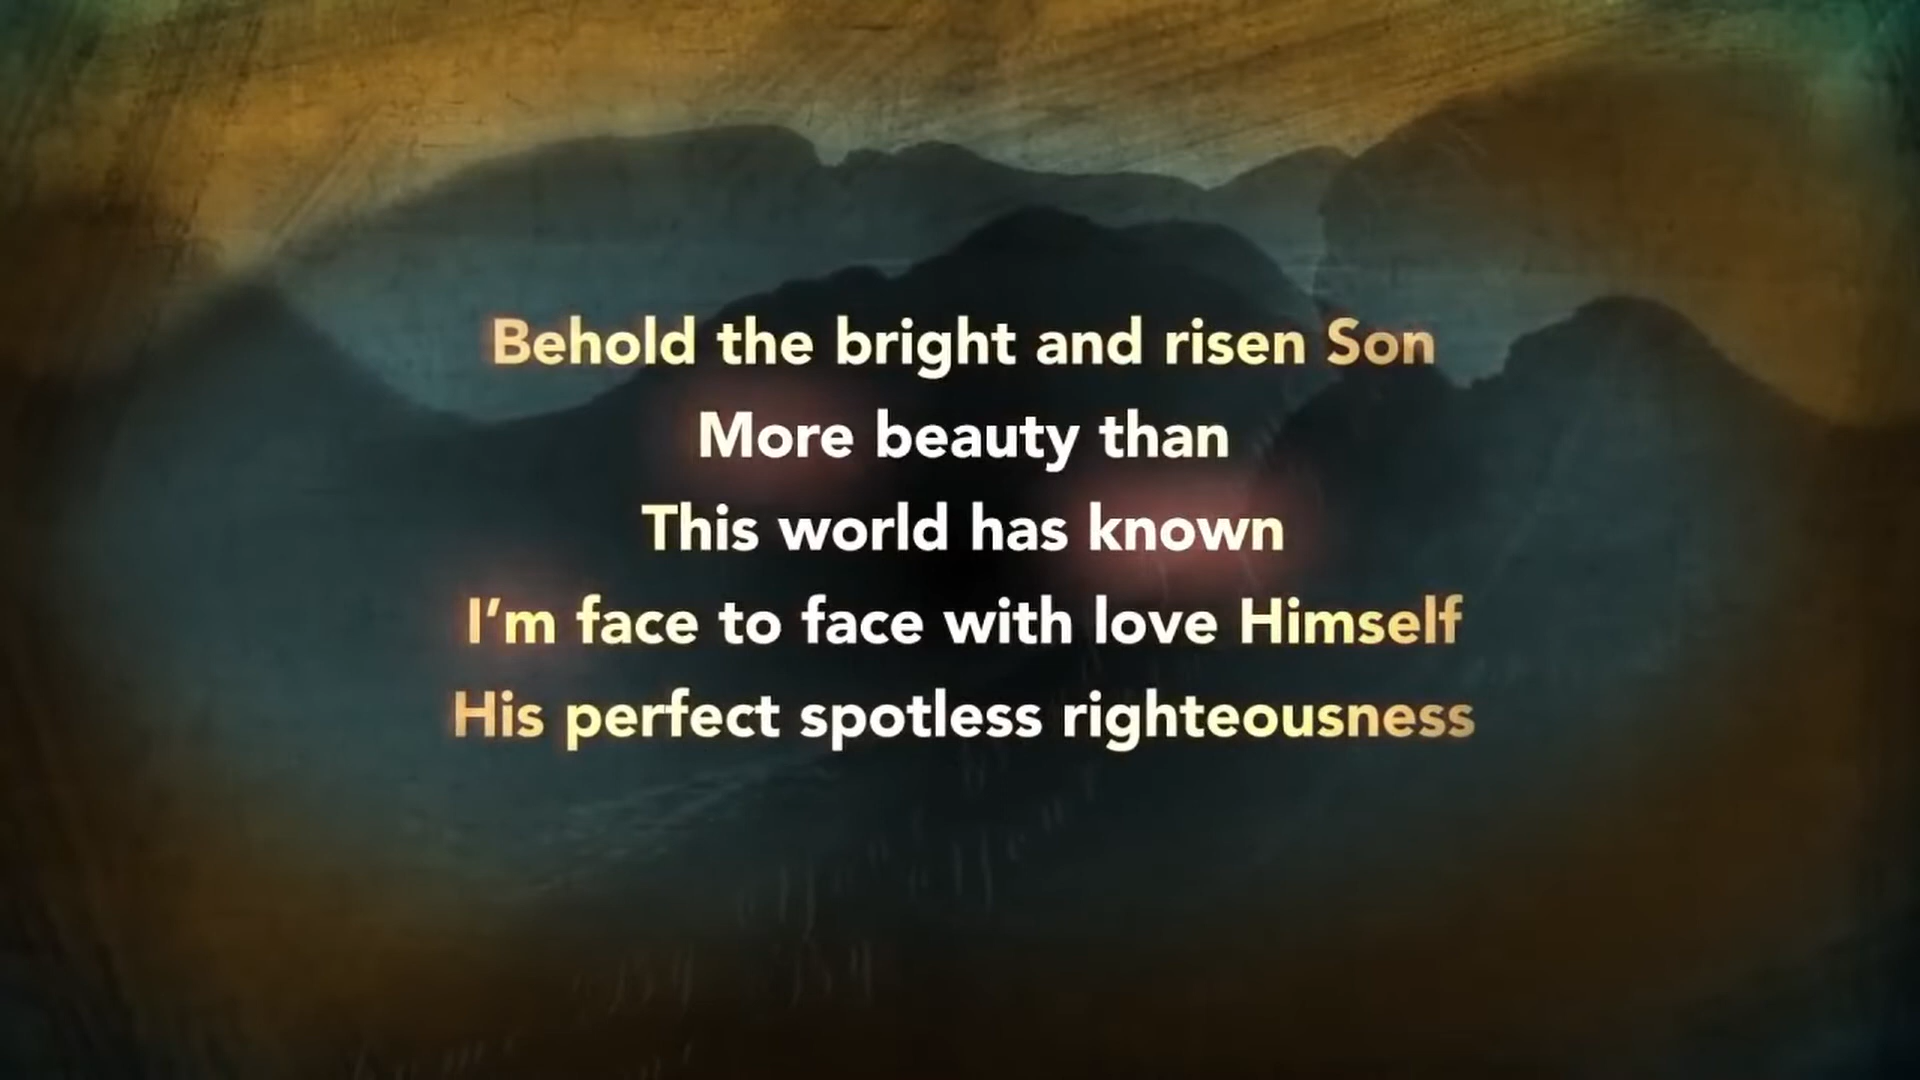 Behold the bright and risen Son
More beauty than
This world has known
I’m face to face with love Himself
His perfect spotless righteousness